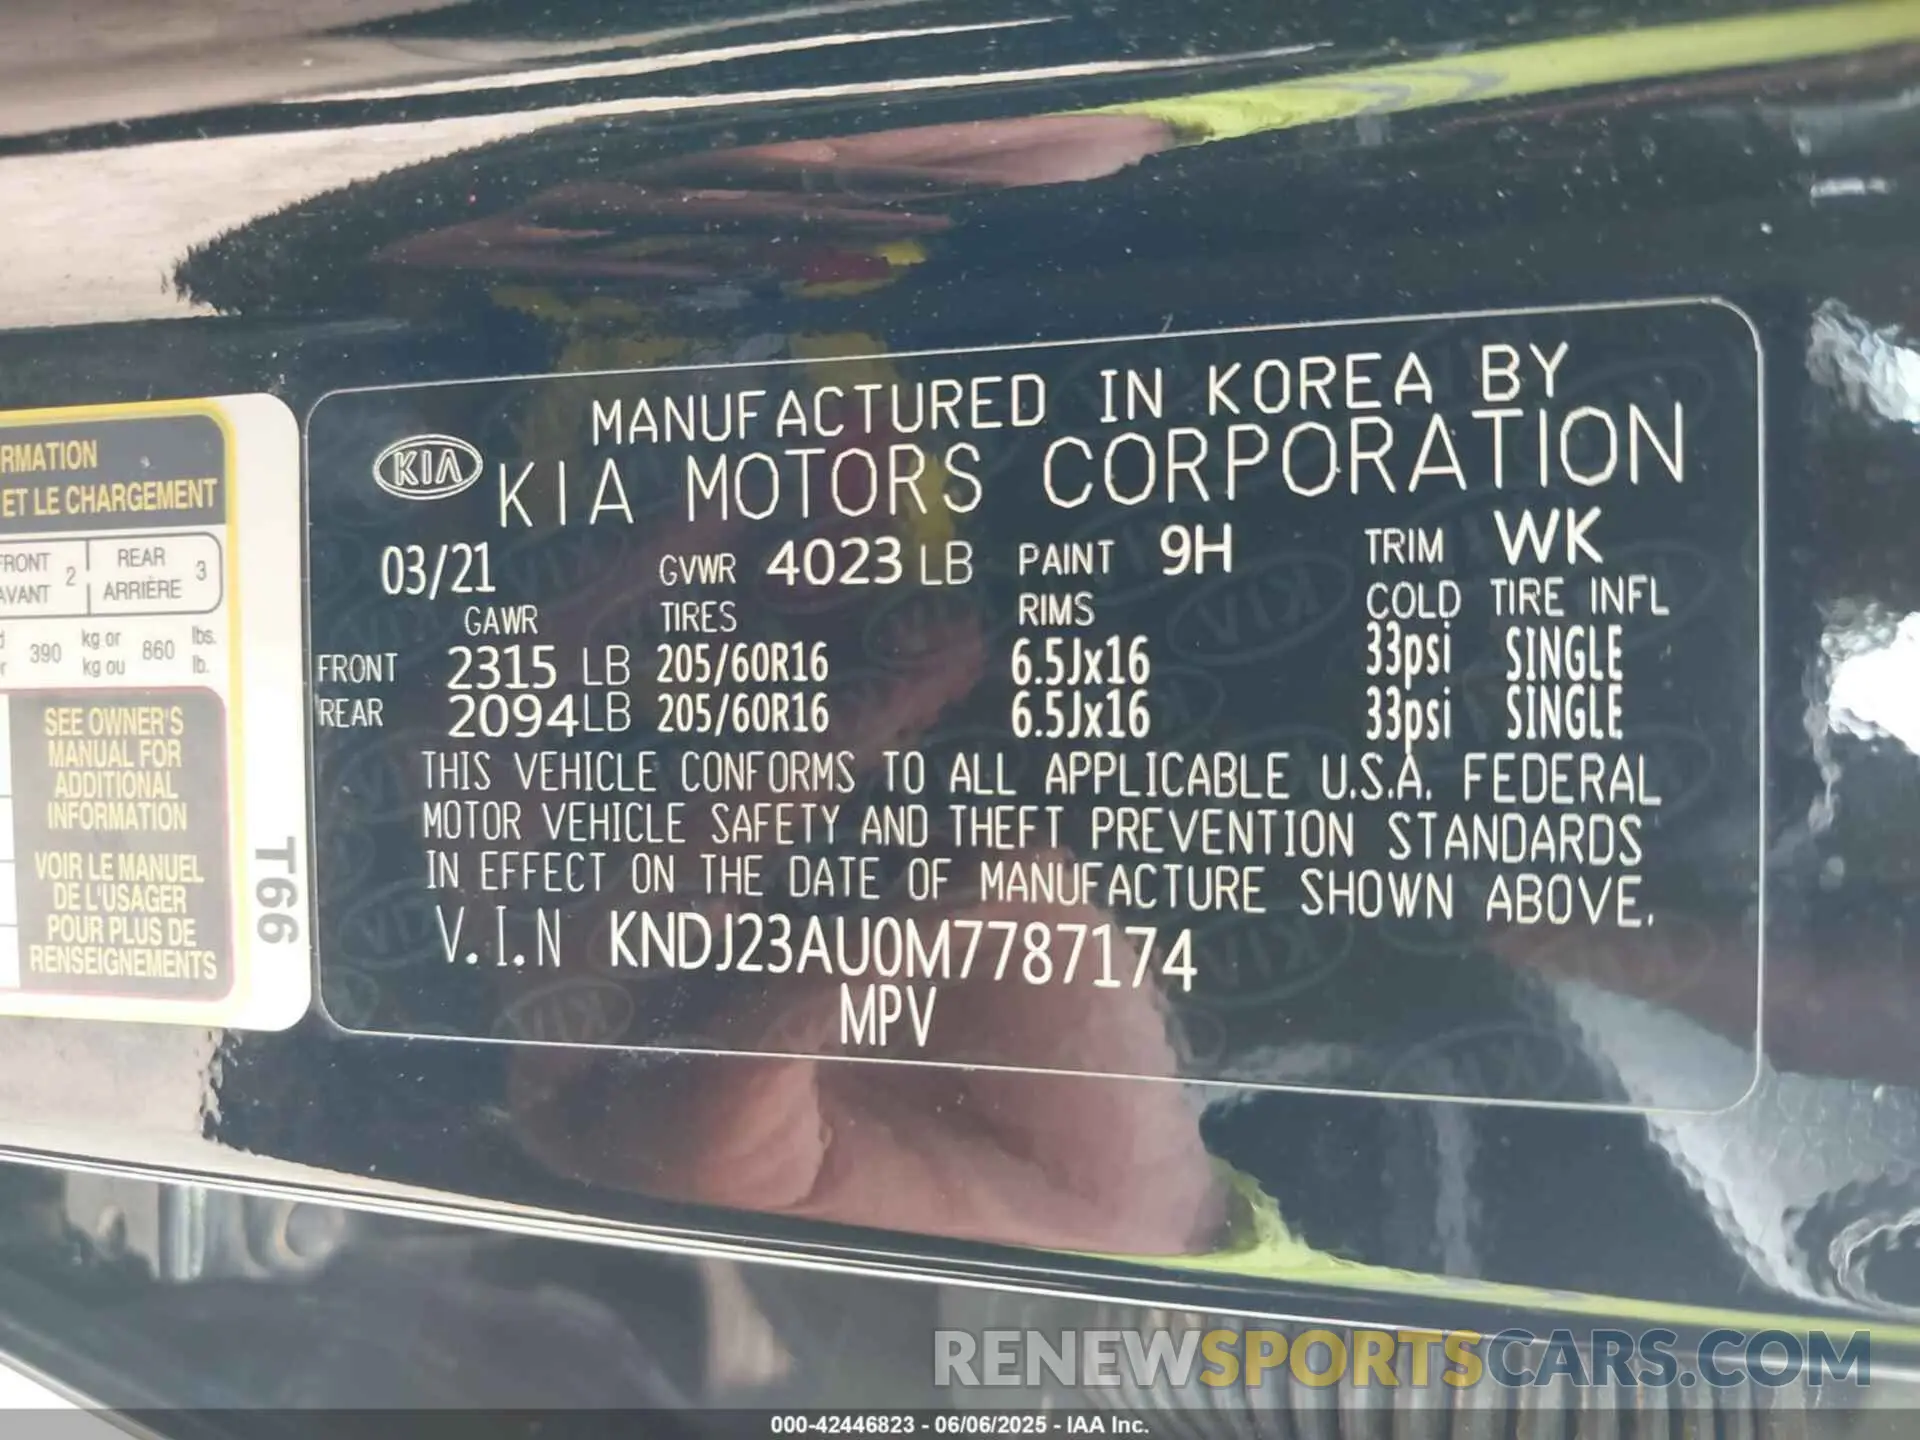 RMATION
ET LE CHARGEMENT
FRONT 2 REAR 3
AVANT ARRIÈRE
390 kg or 860 lbs.
kg ou lb.
SEE OWNER'S
MANUAL FOR
ADDITIONAL
INFORMATION
VOIR LE MANUEL
DE L'USAGER
POUR PLUS DE
RENSEIGNEMENTS
T66
MANUFACTURED IN KOREA BY
KIA KIA MOTORS CORPORATION
03/21 GVWR 4023 LB PAINT 9H TRIM WK
GAWR TIRES RIMS COLD TIRE INFL
FRONT 2315 LB 205/60R16 6.5Jx16 33psi SINGLE
REAR 2094LB 205/60R16 6.5Jx16 33psi SINGLE
THIS VEHICLE CONFORMS TO ALL APPLICABLE U.S.A. FEDERAL
MOTOR VEHICLE SAFETY AND THEFT PREVENTION STANDARDS
IN EFFECT ON THE DATE OF MANUFACTURE SHOWN ABOVE.
V.I.N KNDJ23AU0M7787174
MPV
RENEWSPORTSCARS.COM
000-42446823 - 06/06/2025 - IAA Inc.